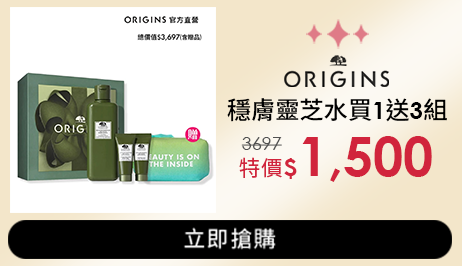 ORIGINS 官方直營
總價值$3,697(含贈品)
ORIGINS
BEAUTY IS ON
THE INSIDE
ORIGINS
穩膚靈芝水買1送3組
3697
特價$1,500
立即搶購